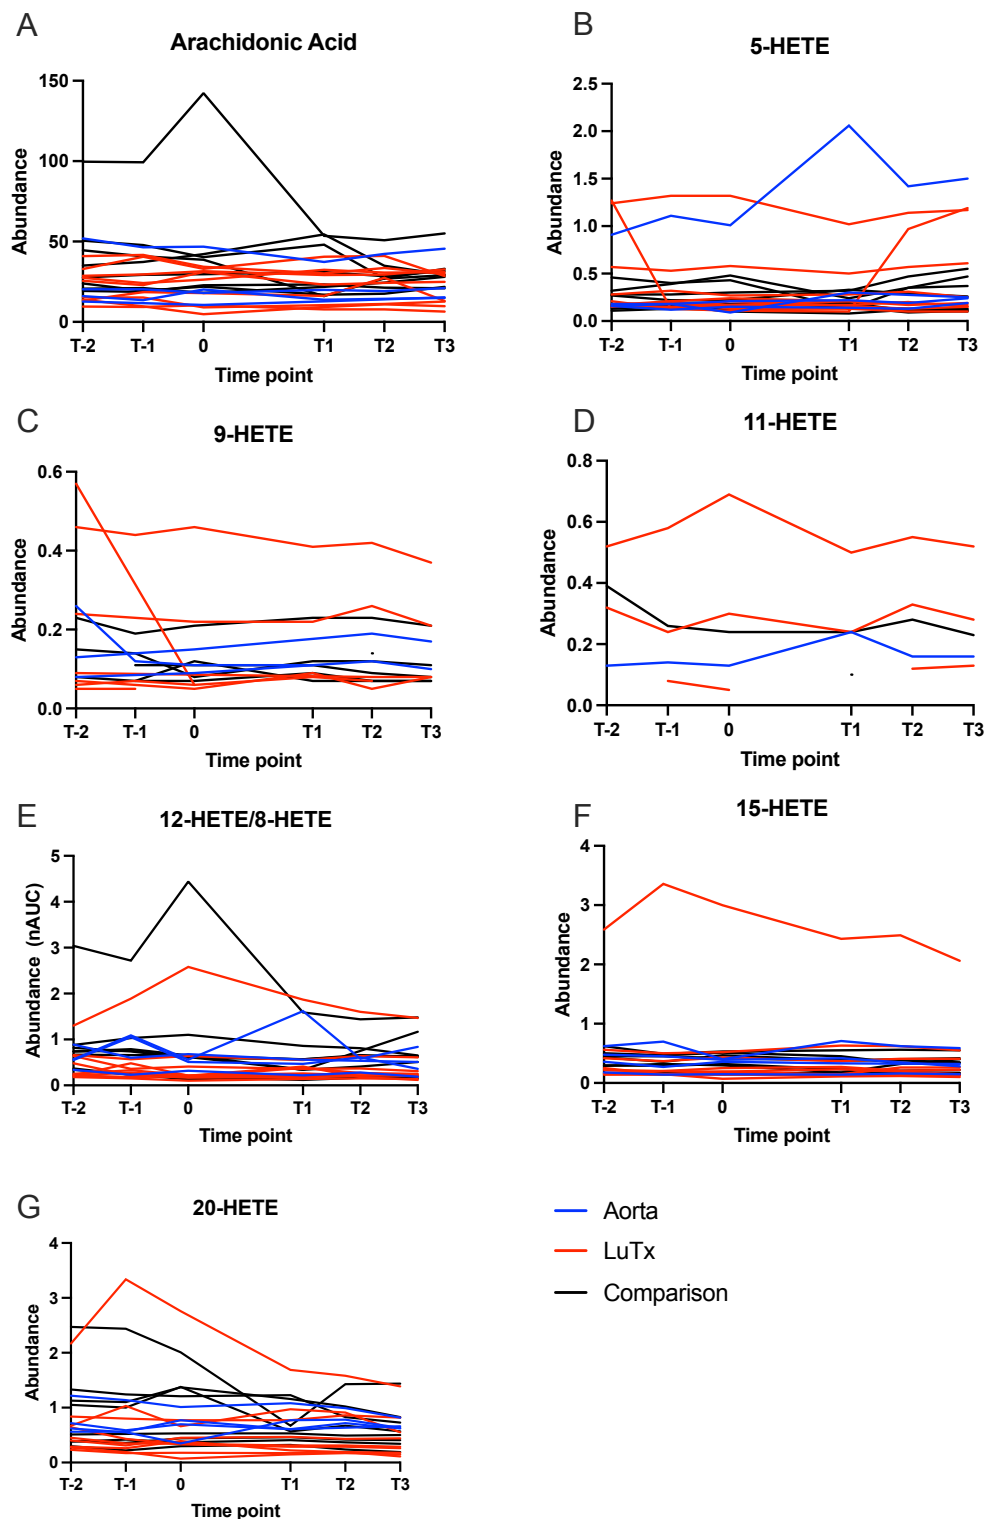 A
Arachidonic Acid
Abundance
150
100
50
0
T-2 T-1 0 T1 T2 T3
Time point
B
5-HETE
Abundance
2.5
2.0
1.5
1.0
0.5
0.0
T-2 T-1 0 T1 T2 T3
Time point
C
9-HETE
Abundance
0.6
0.4
0.2
0.0
T-2 T-1 0 T1 T2 T3
Time point
D
11-HETE
Abundance
0.8
0.6
0.4
0.2
0.0
T-2 T-1 0 T1 T2 T3
Time point
E
12-HETE/8-HETE
Abundance (nAUC)
5
4
3
2
1
0
T-2 T-1 0 T1 T2 T3
Time point
F
15-HETE
Abundance
4
3
2
1
0
T-2 T-1 0 T1 T2 T3
Time point
G
20-HETE
Abundance
4
3
2
1
0
T-2 T-1 0 T1 T2 T3
Time point
Aorta
LuTx
Comparison